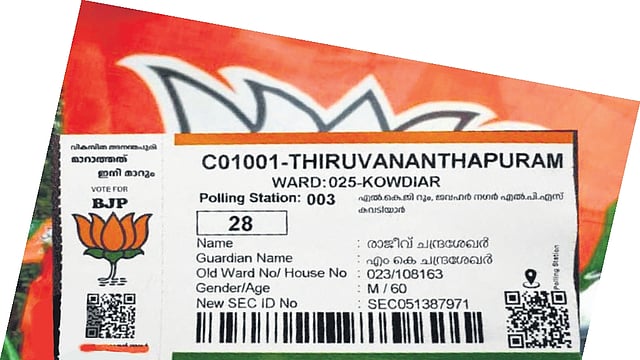 വികസിത അനന്തപുരി
മാറാത്തത്
ഇനി മാറും
VOTE FOR
BJP
C01001-THIRUVANANTHAPURAM
WARD:025-KOWDIAR
Polling Station: 003 എൽ.കെ.ജി റൂം, ജവഹർ നഗർ എൽ.പി.എസ്
കവടിയാർ
28
Name : രാജീവ് ചന്ദ്രശേഖർ
Guardian Name : എം കെ ചന്ദ്രശേഖർ
Old Ward No/ House No : 023/108163
Gender/Age : M / 60
New SEC ID No : SEC051387971
Polling Station